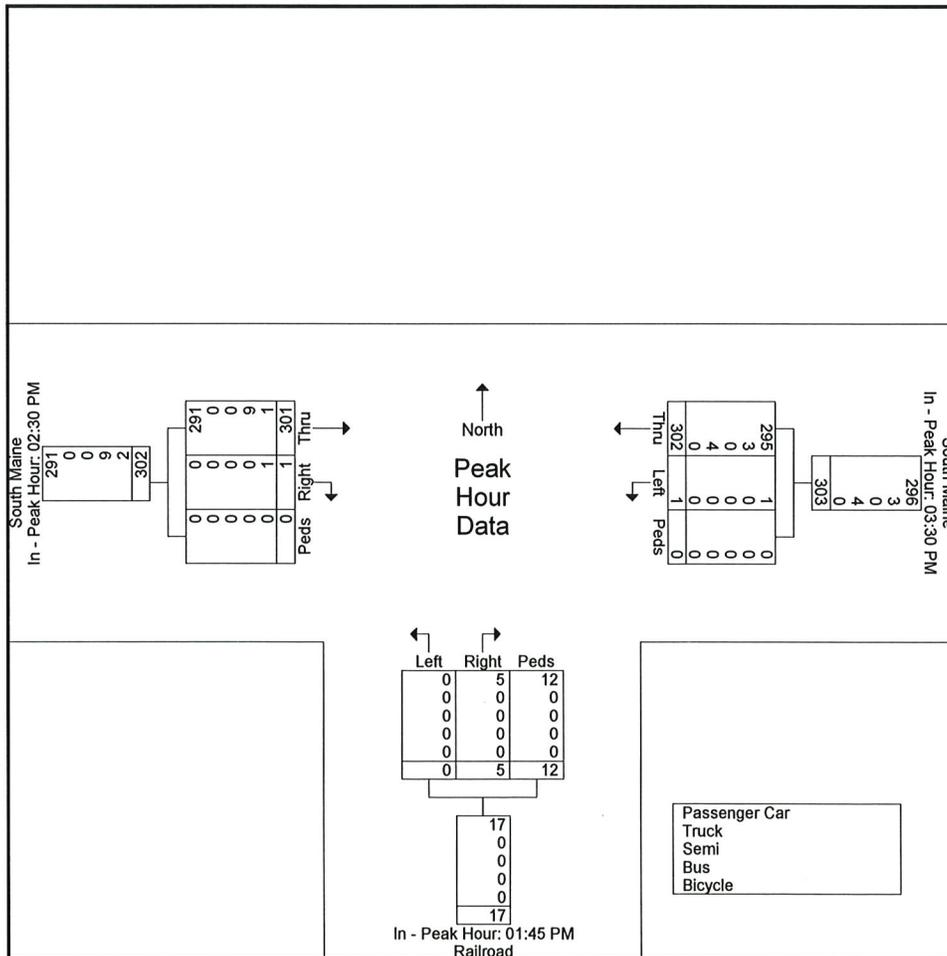 South Maine
In - Peak Hour: 02:30 PM
291 0 0 9 2 302
291 0 0 9 1 301 Thru
0 0 0 0 1 1 Right
0 0 0 0 0 0 Peds
North
Peak
Hour
Data
Thru 302 0 4 0 3 295
Left 1 0 0 0 0 1
Peds 0 0 0 0 0 0
303 0 4 0 3 296
In - Peak Hour: 03:30 PM
South Maine
Left Right Peds
0 5 12
0 0 0
0 0 0
0 0 0
0 0 0
0 5 12
17
0
0
0
0
17
In - Peak Hour: 01:45 PM
Railroad
Passenger Car
Truck
Semi
Bus
Bicycle